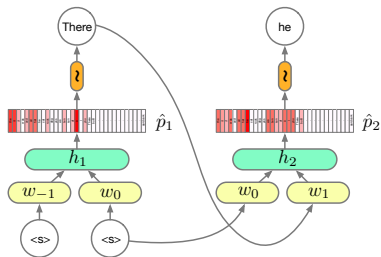 There he
~ ~
p̂₁ p̂₂
h₁ h₂
w₋₁ w₀ w₀ w₁
<s> <s>